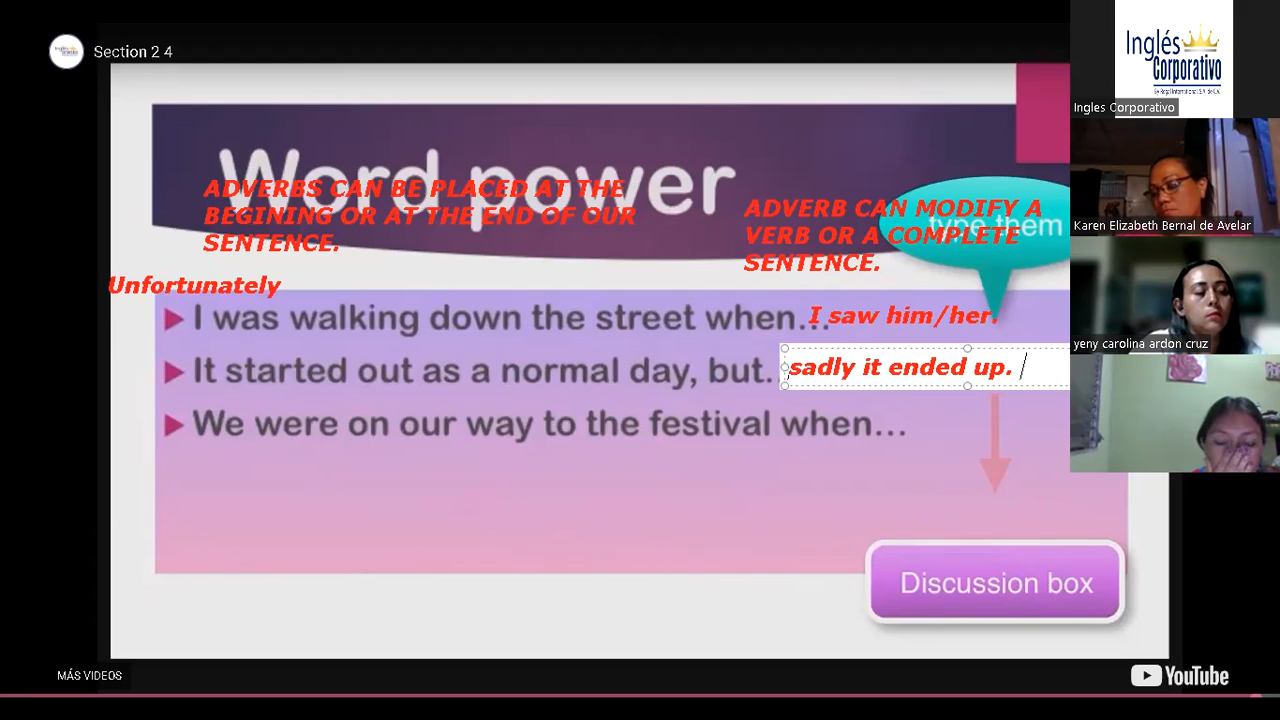 Section 2 4
Inglés
Corporativo
Ingles Corporativo
Word power
ADVERBS CAN BE PLACED AT THE
BEGINING OR AT THE END OF OUR
SENTENCE.
type them
ADVERB CAN MODIFY A
VERB OR A COMPLETE
SENTENCE.
Karen Elizabeth Bernal de Avelar
Unfortunately
I was walking down the street when...
I saw him/her.
yeny carolina ardon cruz
It started out as a normal day, but.
,sadly it ended up.
We were on our way to the festival when...
Discussion box
MÁS VIDEOS
YouTube